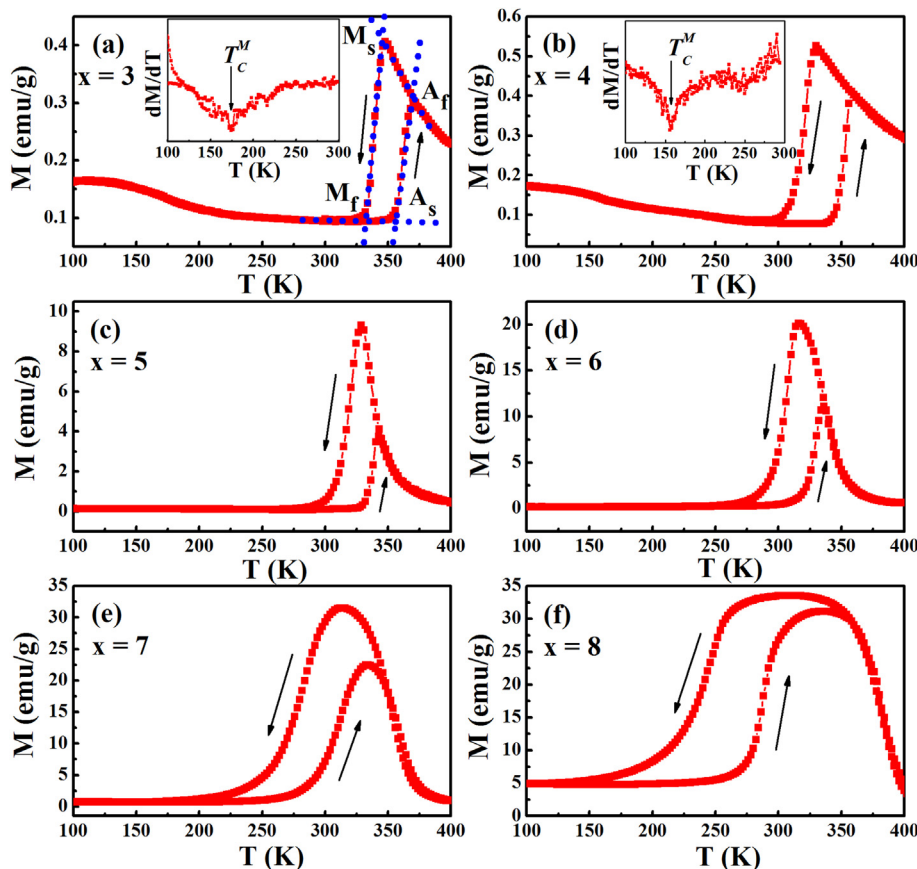 (a)
x = 3
M (emu/g)
0.4
0.3
0.2
0.1
100 150 200 250 300 350 400
T (K)
dM/dT
T_C^M
100 150 200 250 300
T (K)
M_s
A_f
M_f
A_s
(b)
x = 4
M (emu/g)
0.6
0.5
0.4
0.3
0.2
0.1
0.0
100 150 200 250 300 350 400
T (K)
dM/dT
T_C^M
100 150 200 250 300
T (K)
(c)
x = 5
M (emu/g)
10
8
6
4
2
0
100 150 200 250 300 350 400
T (K)
(d)
x = 6
M (emu/g)
20
15
10
5
0
100 150 200 250 300 350 400
T (K)
(e)
x = 7
M (emu/g)
35
30
25
20
15
10
5
0
100 150 200 250 300 350 400
T (K)
(f)
x = 8
M (emu/g)
35
30
25
20
15
10
5
0
100 150 200 250 300 350 400
T (K)